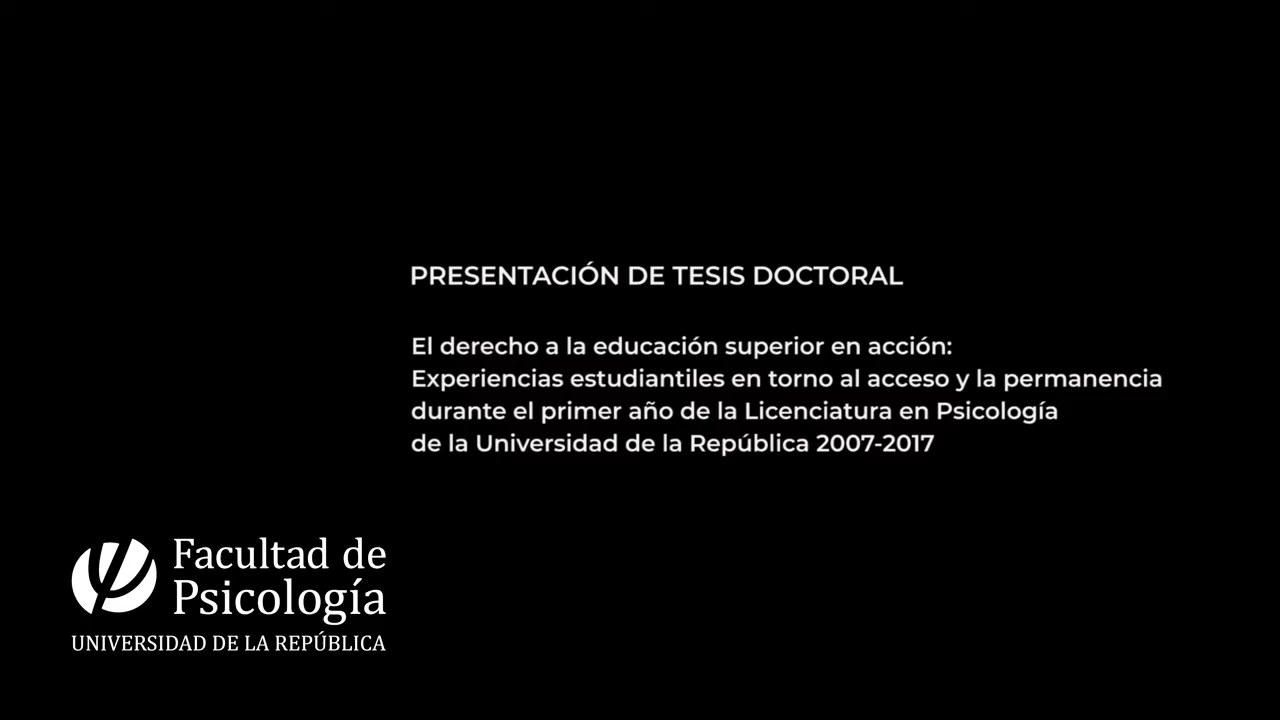 PRESENTACIÓN DE TESIS DOCTORAL
El derecho a la educación superior en acción:
Experiencias estudiantiles en torno al acceso y la permanencia
durante el primer año de la Licenciatura en Psicología
de la Universidad de la República 2007-2017
Facultad de
Psicología
UNIVERSIDAD DE LA REPÚBLICA